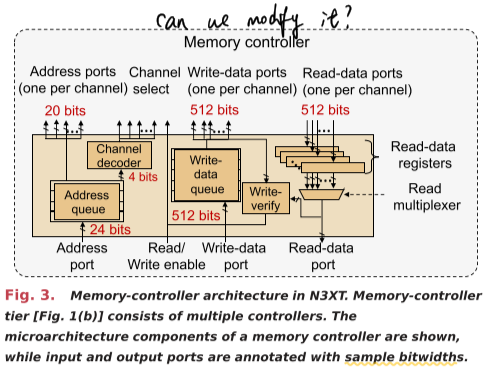 can we modify it?
Memory controller
Address ports
(one per channel)
Channel
select
Write-data ports
(one per channel)
Read-data ports
(one per channel)
20 bits
512 bits
512 bits
Channel
decoder
4 bits
Address
queue
24 bits
Write-
data
queue
512 bits
Write-
verify
Read-data
registers
Read
multiplexer
Address
port
Read/
Write enable
Write-data
port
Read-data
port
Fig. 3. Memory-controller architecture in N3XT. Memory-controller
tier [Fig. 1(b)] consists of multiple controllers. The
microarchitecture components of a memory controller are shown,
while input and output ports are annotated with sample bitwidths.